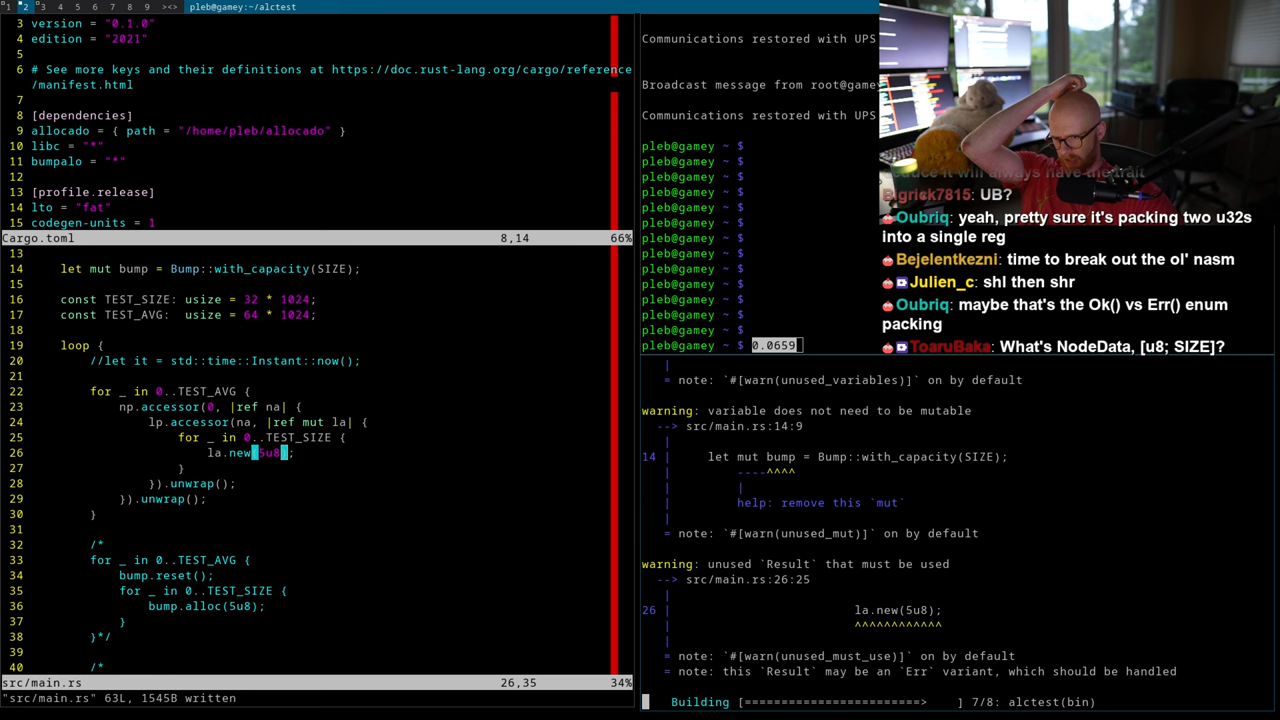 1 2 3 4 5 6 7 8 9 ><> pleb@gamey:~/alctest
3 version = "0.1.0"
4 edition = "2021"
5
6 # See more keys and their definitions at https://doc.rust-lang.org/cargo/reference
/manifest.html
7
8 [dependencies]
9 allocado = { path = "/home/pleb/allocado" }
10 libc = "*"
11 bumpalo = "*"
12
13 [profile.release]
14 lto = "fat"
15 codegen-units = 1
Cargo.toml 8,14 66%
13
14 let mut bump = Bump::with_capacity(SIZE);
15
16 const TEST_SIZE: usize = 32 * 1024;
17 const TEST_AVG: usize = 64 * 1024;
18
19 loop {
20 //let it = std::time::Instant::now();
21
22 for _ in 0..TEST_AVG {
23 np.accessor(0, |ref na| {
24 lp.accessor(na, |ref mut la| {
25 for _ in 0..TEST_SIZE {
26 la.new(5u8);
27 }
28 }).unwrap();
29 }).unwrap();
30 }
31
32 /*
33 for _ in 0..TEST_AVG {
34 bump.reset();
35 for _ in 0..TEST_SIZE {
36 bump.alloc(5u8);
37 }
38 }*/
39
40 /*
src/main.rs 26,35 34%
"src/main.rs" 63L, 1545B written
Communications restored with UPS
Broadcast message from root@gamey
Communications restored with UPS
pleb@gamey ~ $
pleb@gamey ~ $
pleb@gamey ~ $
pleb@gamey ~ $
pleb@gamey ~ $
pleb@gamey ~ $
pleb@gamey ~ $
pleb@gamey ~ $
pleb@gamey ~ $
pleb@gamey ~ $
pleb@gamey ~ $
pleb@gamey ~ $
pleb@gamey ~ $
pleb@gamey ~ $ 0.0659
it will always have the trait
Bigrick7815: UB?
Oubriq: yeah, pretty sure it's packing two u32s
into a single reg
Bejelentkezni: time to break out the ol' nasm
Julien_c: shl then shr
Oubriq: maybe that's the Ok() vs Err() enum
packing
ToaruBaka: What's NodeData, [u8; SIZE]?
|
= note: `#[warn(unused_variables)]` on by default
warning: variable does not need to be mutable
--> src/main.rs:14:9
|
14 | let mut bump = Bump::with_capacity(SIZE);
| ----^^^^
| |
| help: remove this `mut`
|
= note: `#[warn(unused_mut)]` on by default
warning: unused `Result` that must be used
--> src/main.rs:26:25
|
26 | la.new(5u8);
| ^^^^^^^^^^^^
|
= note: `#[warn(unused_must_use)]` on by default
= note: this `Result` may be an `Err` variant, which should be handled
Building [=======================> ] 7/8: alctest(bin)